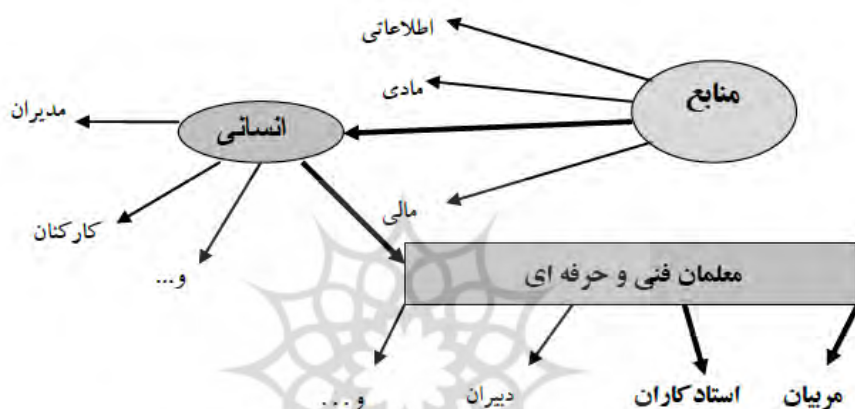 اطلاعاتی
منابع
مادی
انسانی
مدیران
مالی
کارکنان
و...
معلمان فنی و حرفه ای
مربیان
استادکاران
دبیران
و...